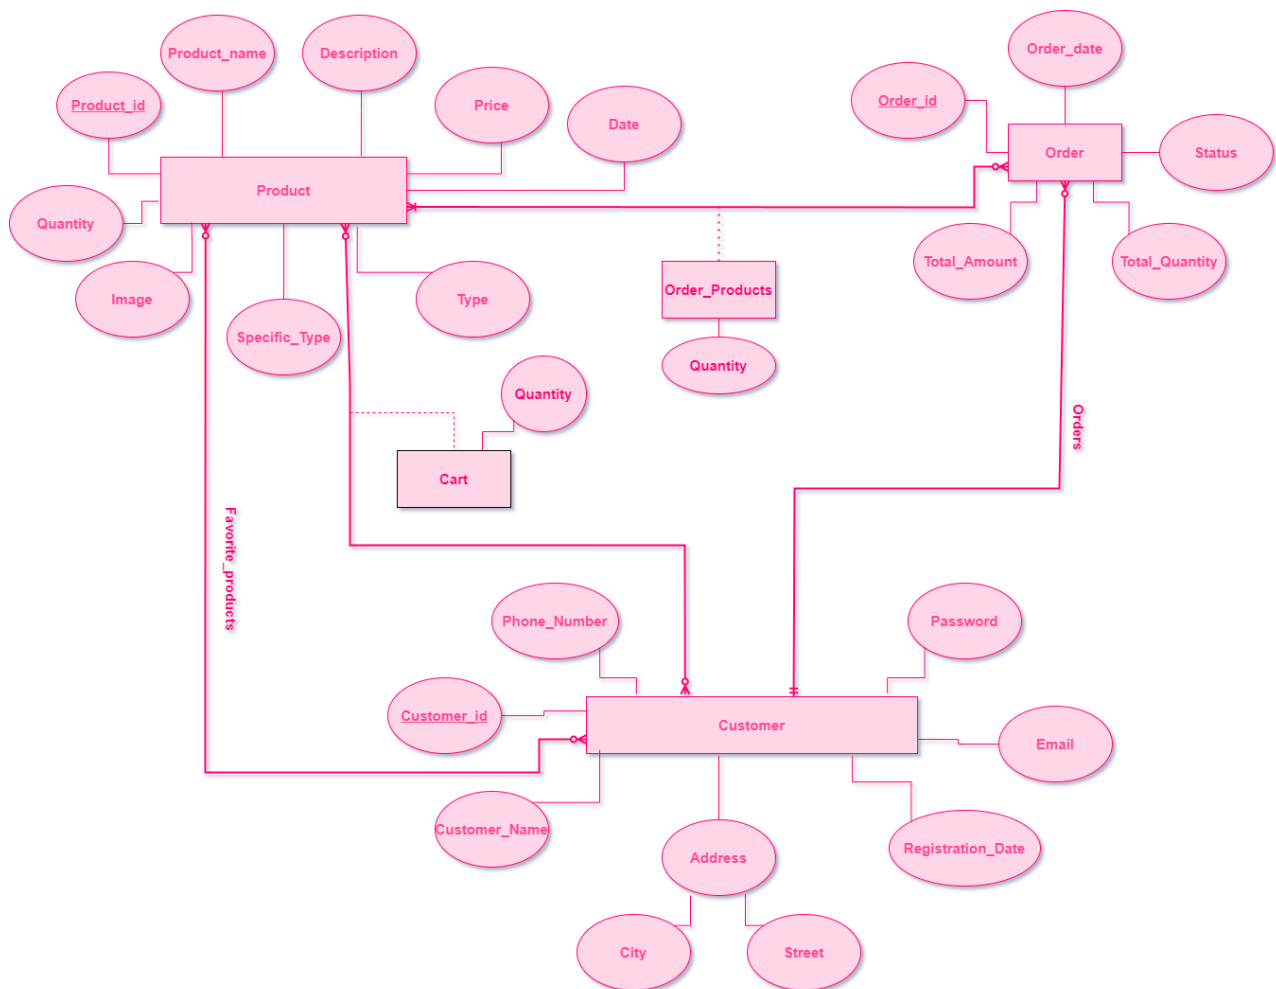 Product_name
Description
Order_date
Product_id
Price
Order_id
Date
Order
Status
Product
Quantity
Total_Amount
Total_Quantity
Image
Type
Order_Products
Specific_Type
Quantity
Quantity
Orders
Cart
Favorite_products
Phone_Number
Password
Customer_id
Customer
Email
Customer_Name
Address
Registration_Date
City
Street